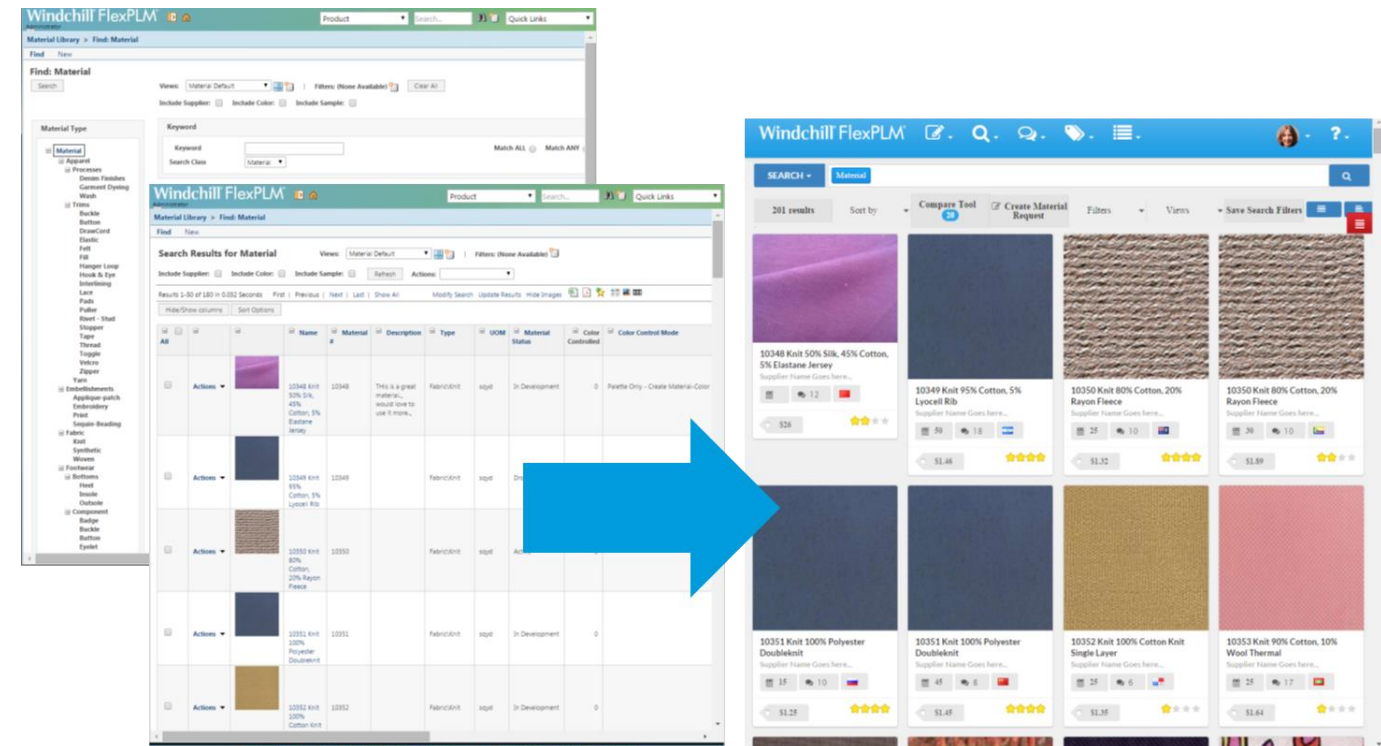 Windchill FlexPLM
Administrator
Product
Search...
Quick Links
Material Library > Find: Material
Find New
Find: Material
Search
Views: Material Default
Filters: (None Available)
Clear All
Include Supplier: Include Color: Include Sample:
Material Type
Keyword
Keyword
Match ALL Match ANY
Search Class Material
Material
Apparel
Processes
Denim Finishes
Garment Dyeing
Wash
Trims
Buckle
Button
DrawCord
Elastic
Felt
Fill
Hanger Loop
Hook & Eye
Interlining
Lace
Pads
Puller
Rivet - Stud
Stopper
Tape
Thread
Toggle
Velcro
Zipper
Yarn
Embellishments
Applique-patch
Embroidery
Print
Sequin-Beading
Fabric
Knit
Synthetic
Woven
Footwear
Bottoms
Heel
Insole
Outsole
Component
Badge
Buckle
Button
Eyelet
Windchill FlexPLM
Product
Search...
Quick Links
Material Library > Find: Material
Find New
Search Results for Material
Views: Material Default
Filters: (None Available)
Include Supplier: Include Color: Include Sample: Refresh Actions:
Results 1-50 of 180 in 0.032 Seconds First | Previous | Next | Last | Show All Modify Search Update Results Hide Images
Hide/Show columns Sort Options
All Name Material # Description Type UOM Material Status Color Controlled Color Control Mode
Actions
10348 Knit 50% Silk, 45% Cotton, 5% Elastane Jersey
10348
This is a great material... would love to use it more...
Fabric\Knit
sqyd
In Development
0
Palette Only - Create Material-Color
Actions
10349 Knit 95% Cotton, 5% Lyocell Rib
10349
Fabric\Knit
sqyd
Actions
10350 Knit 80% Cotton, 20% Rayon Fleece
10350
Fabric\Knit
sqyd
Actions
10351 Knit 100% Polyester Doubleknit
10351
Fabric\Knit
sqyd
In Development
0
Actions
10352 Knit 100% Cotton Knit
10352
Fabric\Knit
sqyd
In Development
0
Windchill FlexPLM
?
SEARCH
Material
201 results
Sort by
Compare Tool
20
Create Material
Request
Filters
Views
Save Search Filters
10348 Knit 50% Silk, 45% Cotton,
5% Elastane Jersey
Supplier Name Goes here...
12
$26
10349 Knit 95% Cotton, 5%
Lyocell Rib
Supplier Name Goes here...
50 18
$1.46
10350 Knit 80% Cotton, 20%
Rayon Fleece
Supplier Name Goes here...
25 10
$1.32
10350 Knit 80% Cotton, 20%
Rayon Fleece
Supplier Name Goes here...
30 10
$1.89
10351 Knit 100% Polyester
Doubleknit
Supplier Name Goes here...
15 10
$1.25
10351 Knit 100% Polyester
Doubleknit
Supplier Name Goes here...
45 8
$1.45
10352 Knit 100% Cotton Knit
Single Layer
Supplier Name Goes here...
25 6
$1.35
10353 Knit 90% Cotton, 10%
Wool Thermal
Supplier Name Goes here...
25 17
$1.64